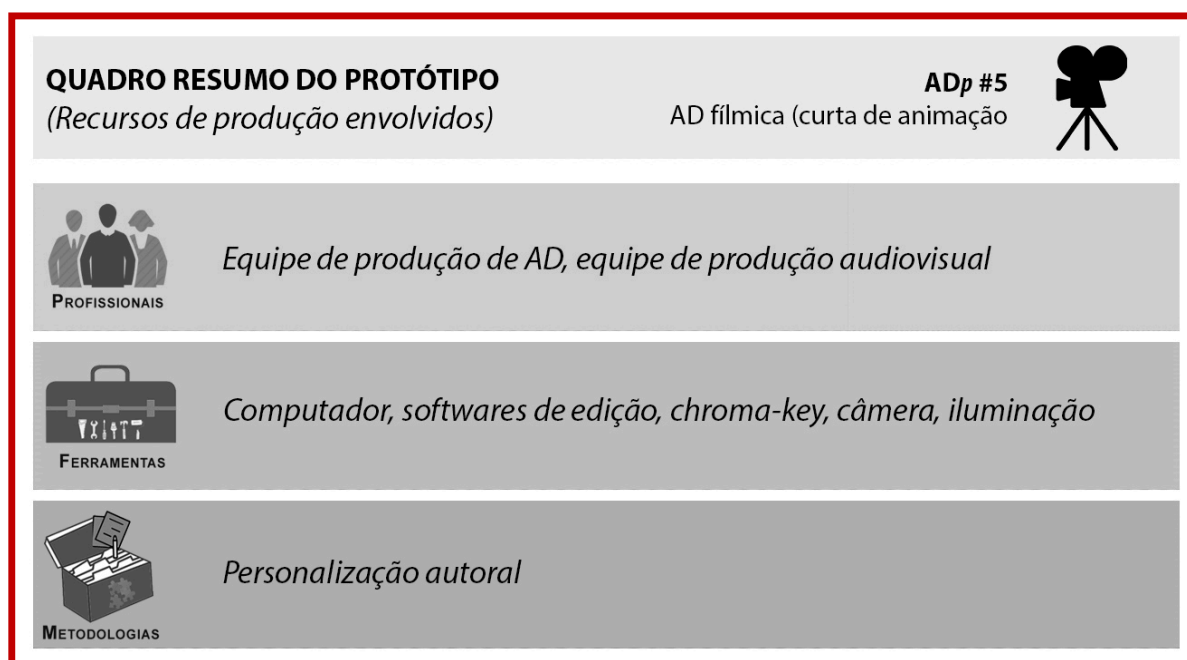 QUADRO RESUMO DO PROTÓTIPO
(Recursos de produção envolvidos)
ADp #5
AD fílmica (curta de animação
PROFISSIONAIS
Equipe de produção de AD, equipe de produção audiovisual
FERRAMENTAS
Computador, softwares de edição, chroma-key, câmera, iluminação
METODOLOGIAS
Personalização autoral